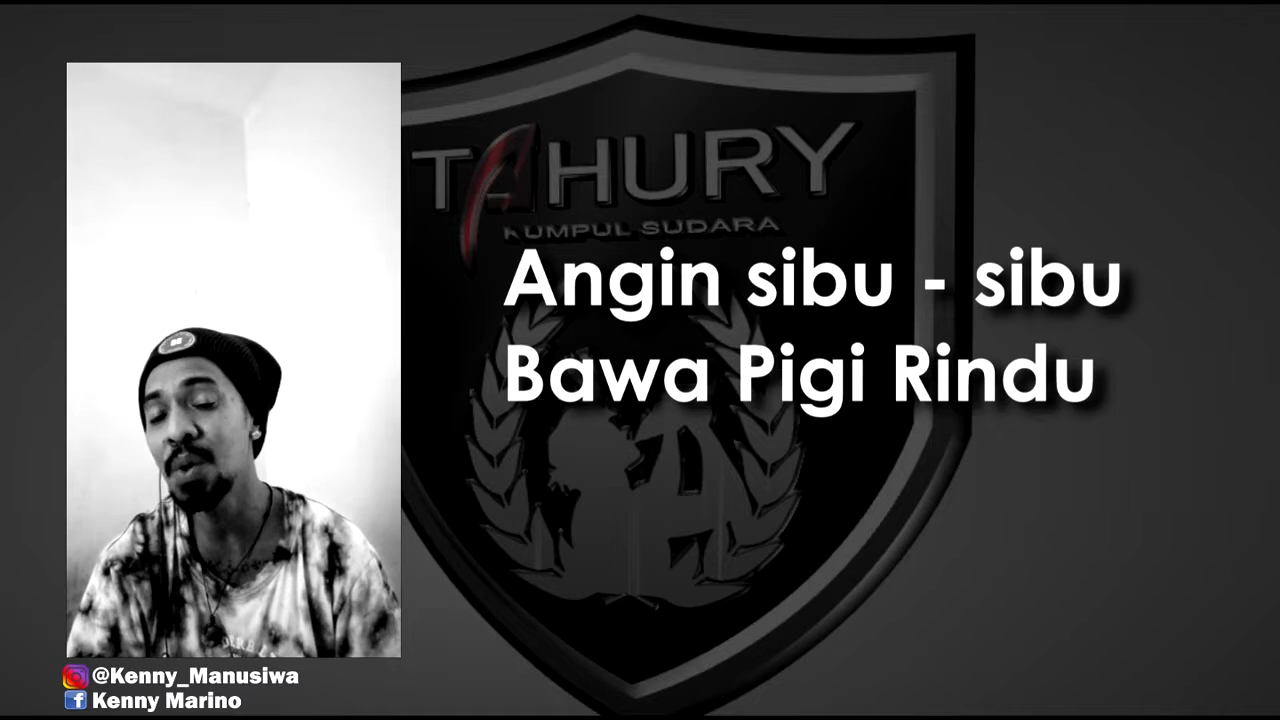 TAHURY
KUMPUL SUDARA
Angin sibu - sibu
Bawa Pigi Rindu
@Kenny_Manusiwa
Kenny Marino